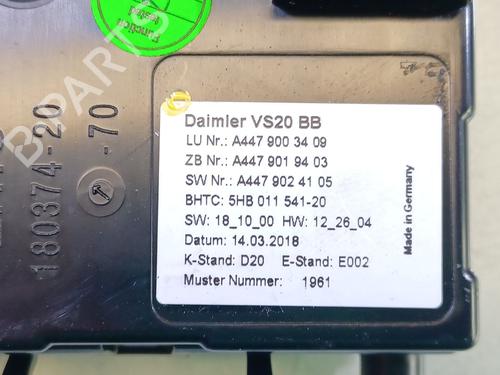 Function
tested
B-PARTS
180374-20
-70
Daimler VS20 BB
LU Nr.: A447 900 34 09
ZB Nr.: A447 901 94 03
SW Nr.: A447 902 41 05
BHTC: 5HB 011 541-20
SW: 18_10_00 HW: 12_26_04
Datum: 14.03.2018
K-Stand: D20 E-Stand: E002
Muster Nummer: 1961
Made in Germany